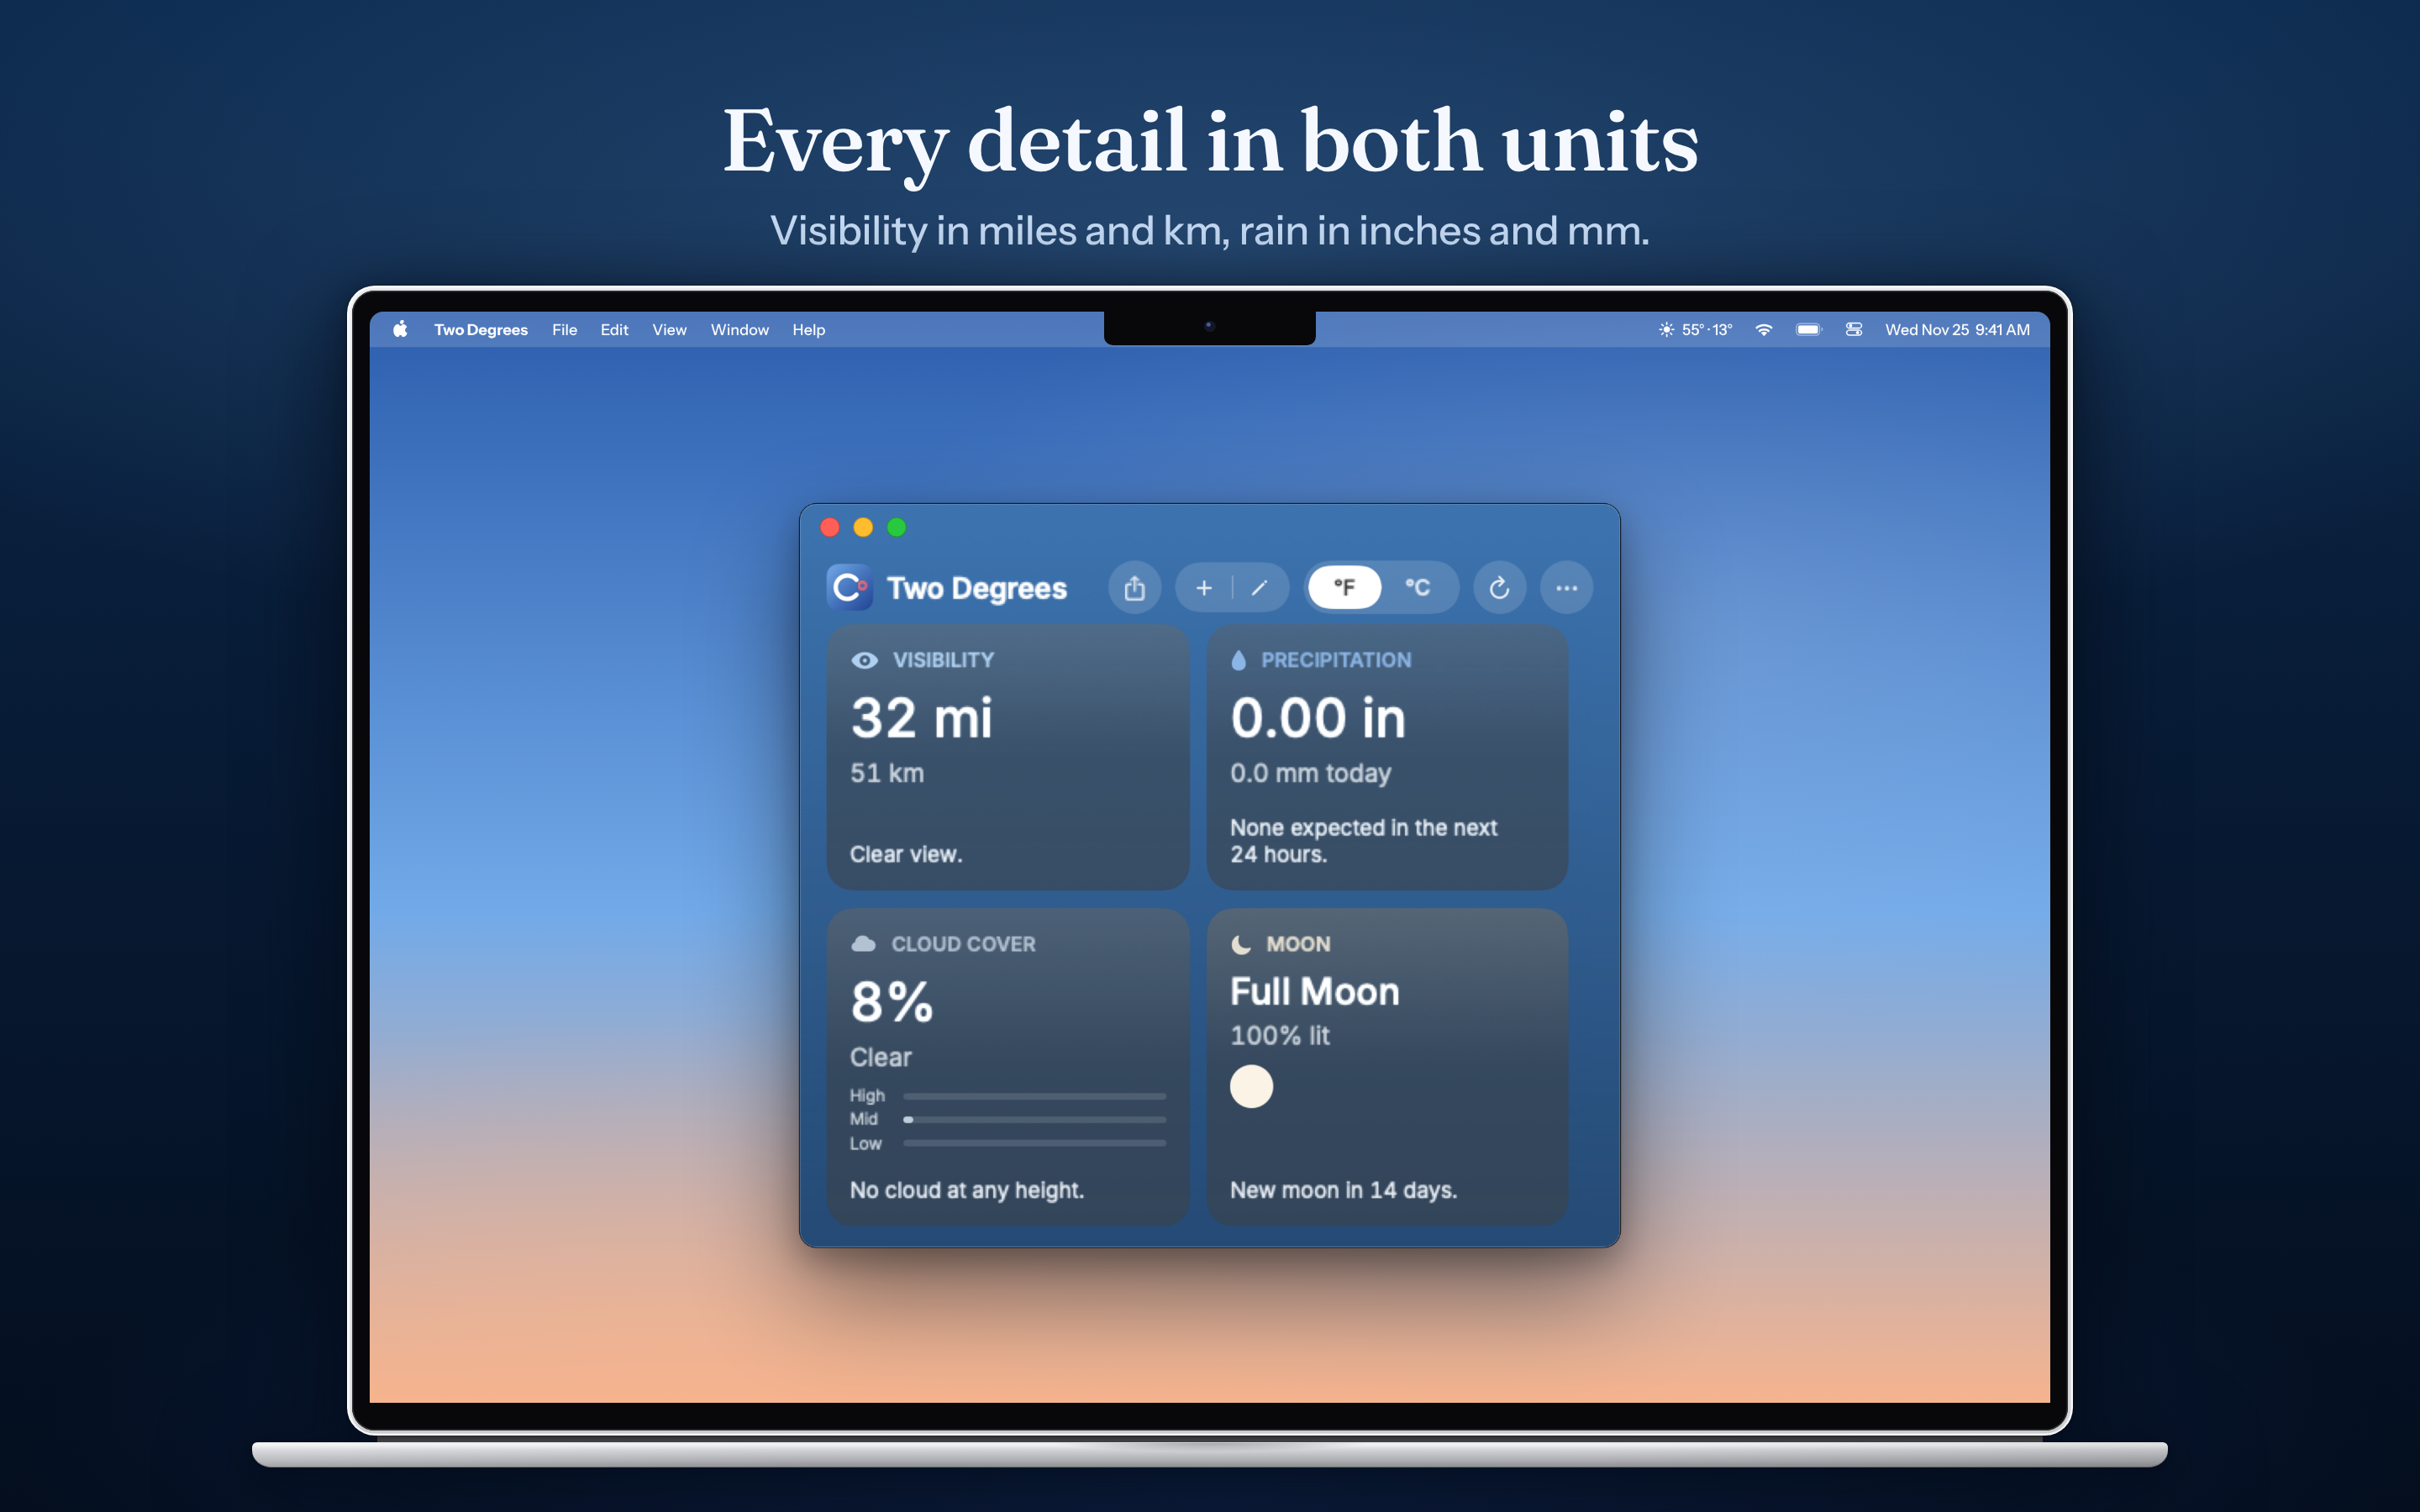 Every detail in both units
Visibility in miles and km, rain in inches and mm.
Two Degrees File Edit View Window Help
55° · 13° Wed Nov 25 9:41 AM
Two Degrees
°F °C
VISIBILITY
32 mi
51 km
Clear view.
PRECIPITATION
0.00 in
0.0 mm today
None expected in the next
24 hours.
CLOUD COVER
8%
Clear
High
Mid
Low
No cloud at any height.
MOON
Full Moon
100% lit
New moon in 14 days.